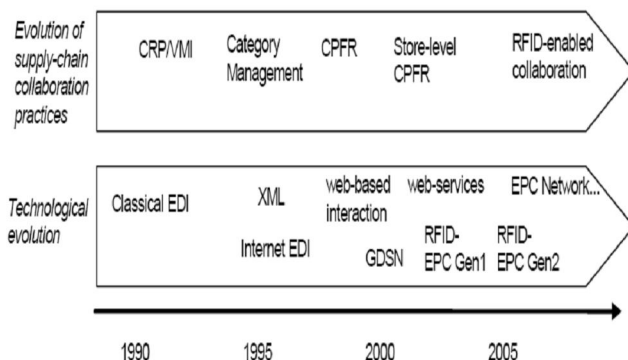 Evolution of
supply-chain
collaboration
practices
CRP/VMI
Category
Management
CPFR
Store-level
CPFR
RFID-enabled
collaboration
Technological
evolution
Classical EDI
XML
Internet EDI
web-based
interaction
GDSN
web-services
RFID-
EPC Gen1
EPC Network...
RFID-
EPC Gen2
1990
1995
2000
2005